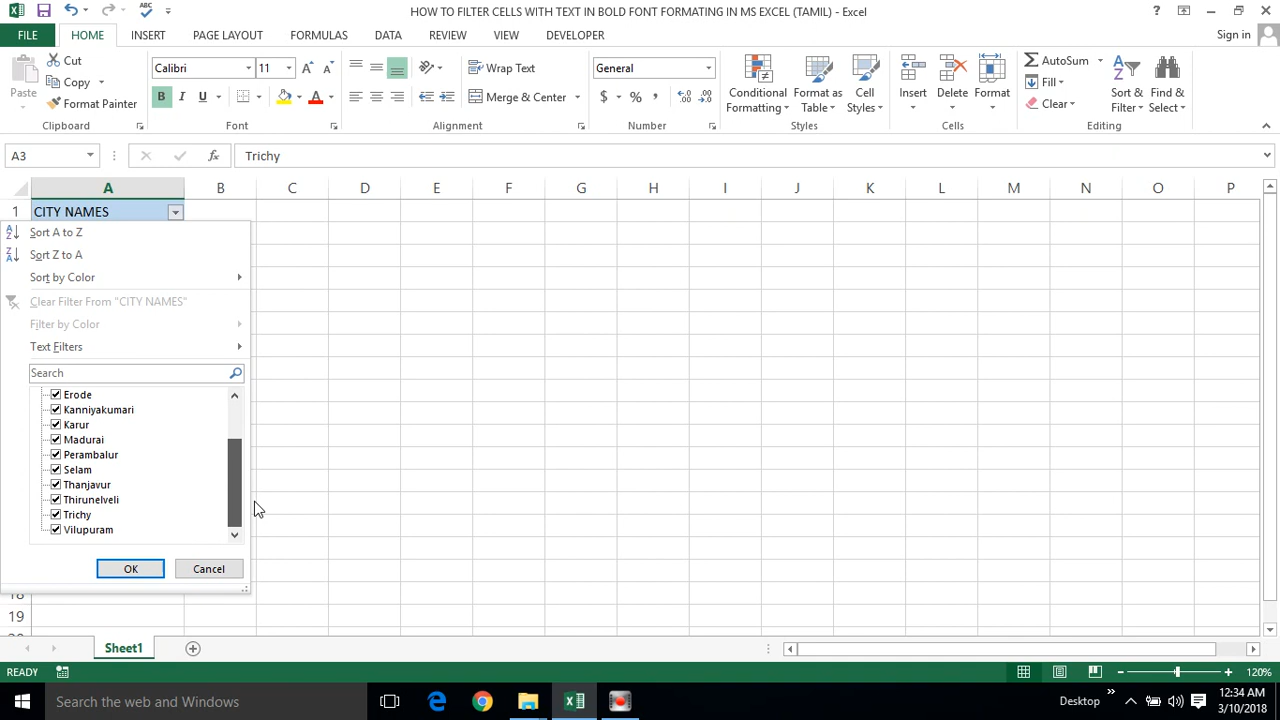 HOW TO FILTER CELLS WITH TEXT IN BOLD FONT FORMATING IN MS EXCEL (TAMIL) - Excel
FILE HOME INSERT PAGE LAYOUT FORMULAS DATA REVIEW VIEW DEVELOPER Sign in
Paste
Cut
Copy
Format Painter
Calibri 11
B I U
Wrap Text
Merge & Center
General
$ % ,
Conditional Formatting
Format as Table
Cell Styles
Insert
Delete
Format
AutoSum
Fill
Clear
Sort & Filter
Find & Select
Clipboard Font Alignment Number Styles Cells Editing
A3 fx Trichy
A B C D E F G H I J K L M N O P
1 CITY NAMES
Sort A to Z
Sort Z to A
Sort by Color
Clear Filter From "CITY NAMES"
Filter by Color
Text Filters
Search
Erode
Kanniyakumari
Karur
Madurai
Perambalur
Selam
Thanjavur
Thirunelveli
Trichy
Vilupuram
OK Cancel
18
19
Sheet1
READY 120%
Search the web and Windows
Desktop
12:34 AM
3/10/2018